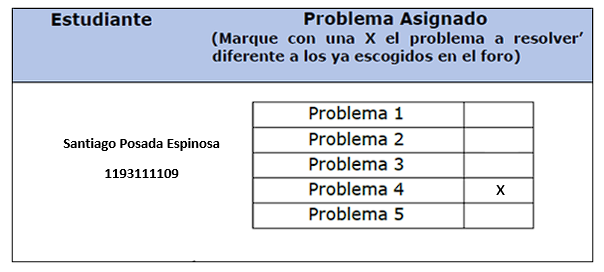 Estudiante
Problema Asignado
(Marque con una X el problema a resolver’
diferente a los ya escogidos en el foro)
Santiago Posada Espinosa
1193111109
Problema 1
Problema 2
Problema 3
Problema 4 X
Problema 5